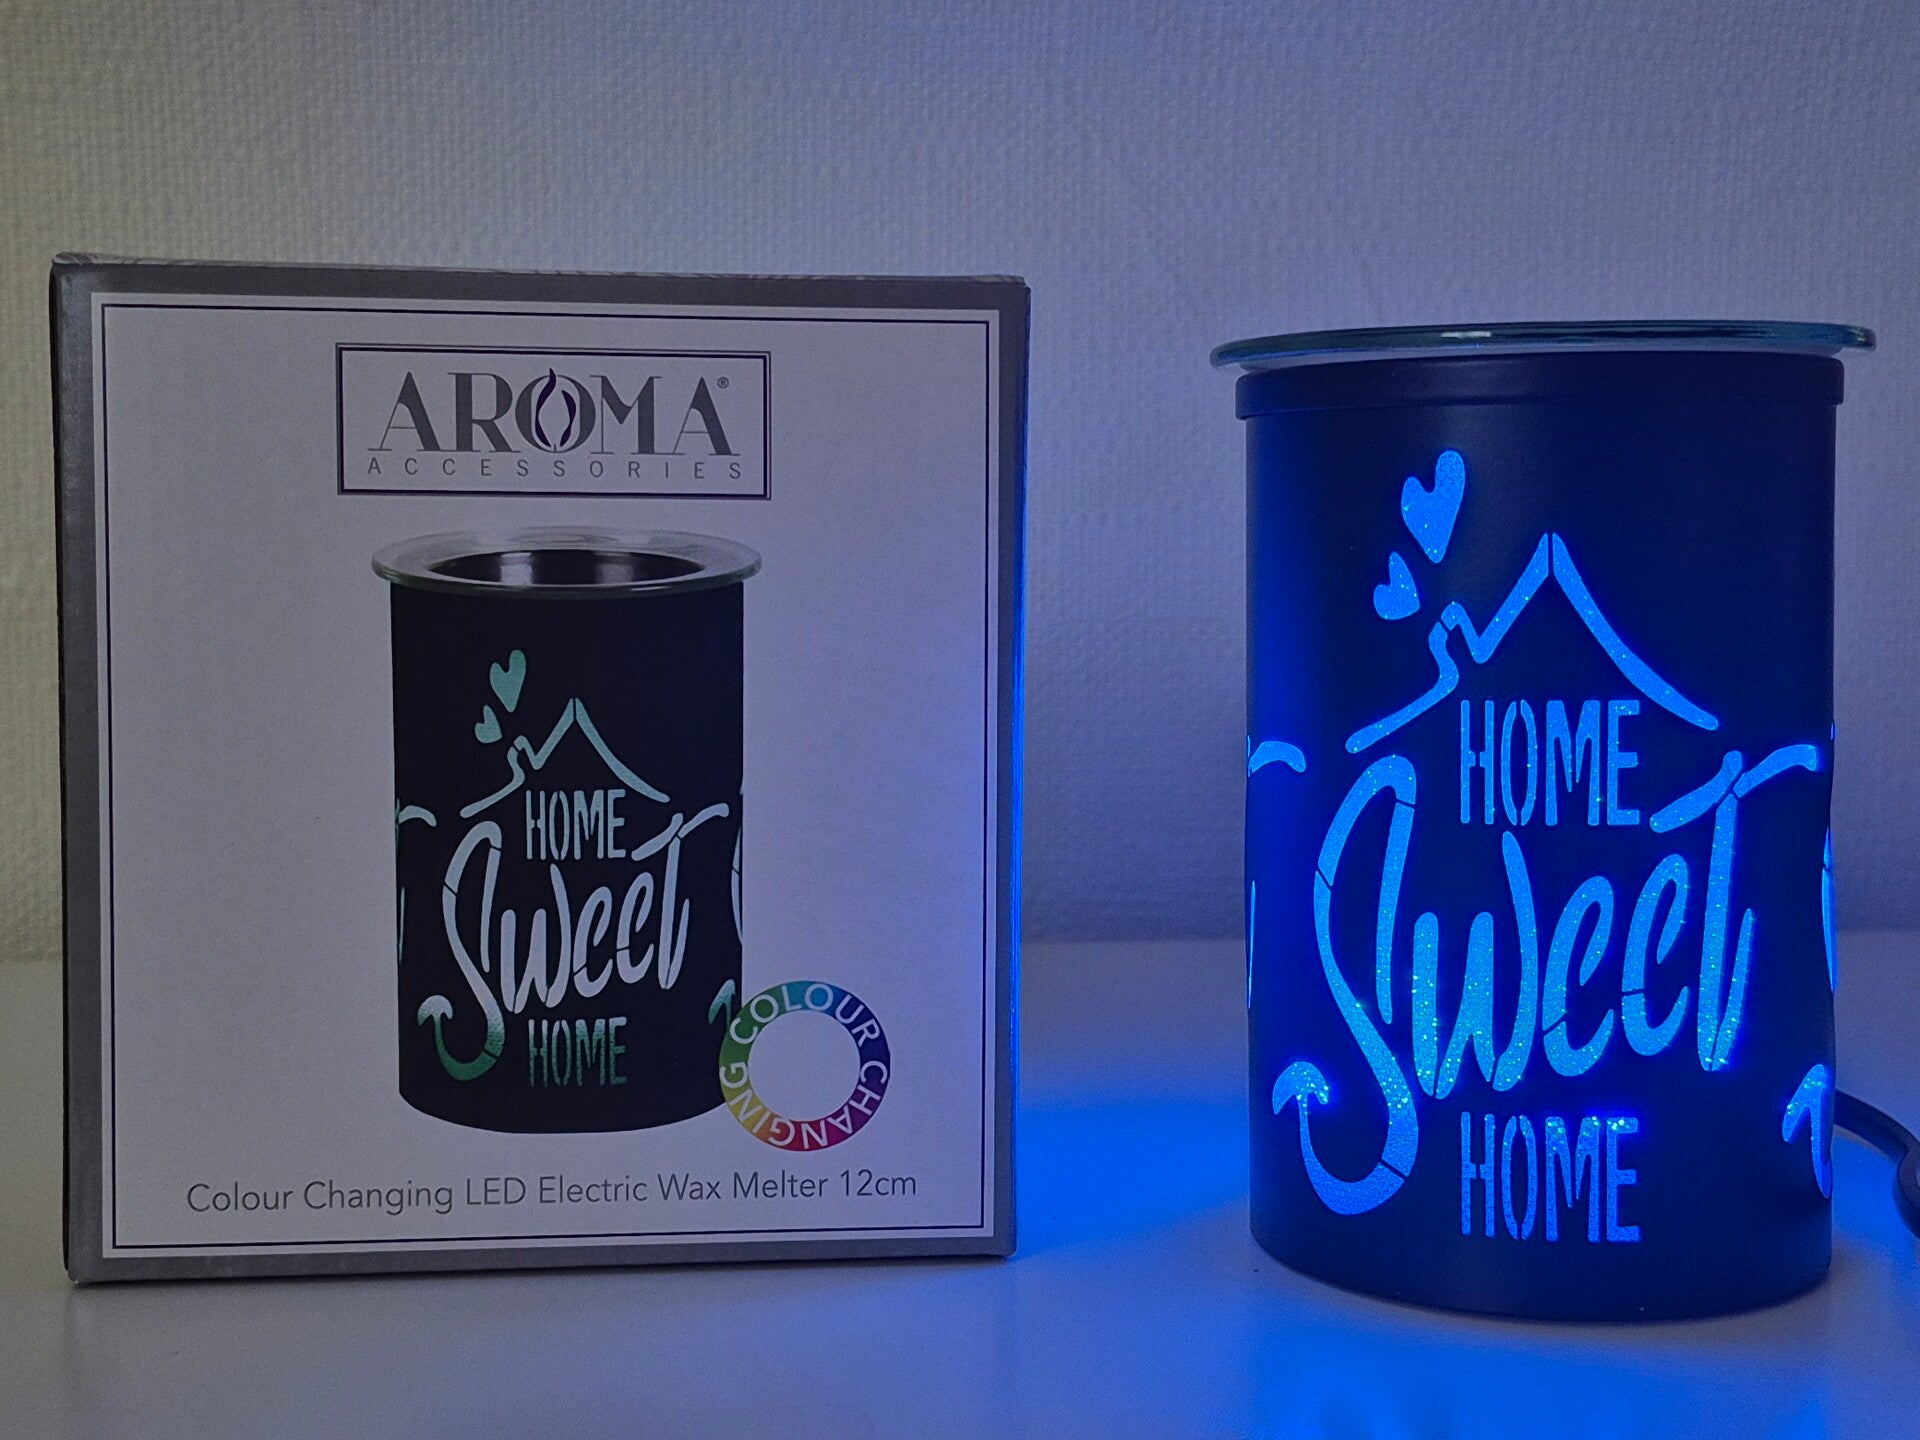 AROMA®
ACCESSORIES
HOME
Sweet
HOME
COLOUR CHANGING
Colour Changing LED Electric Wax Melter 12cm
HOME
Sweet
HOME